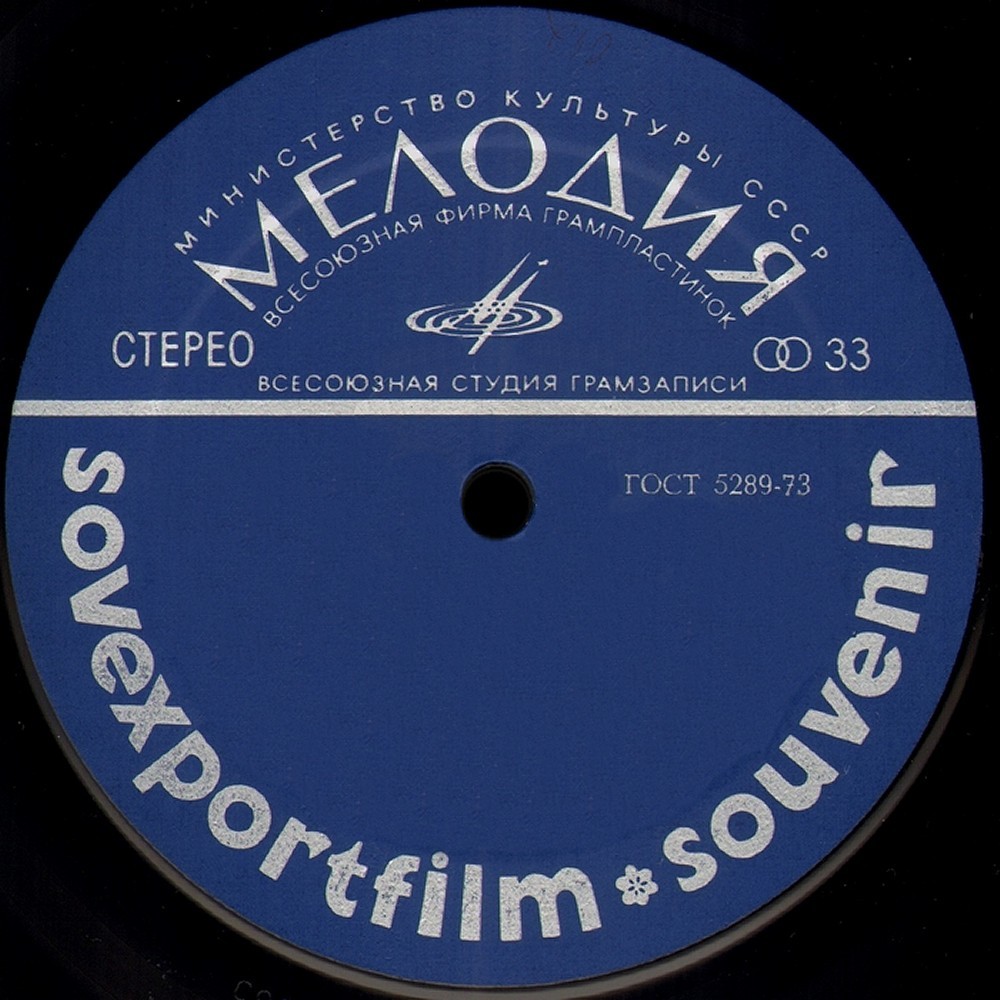 МИНИСТЕРСТВО КУЛЬТУРЫ СССР
МЕЛОДИЯ
ВСЕСОЮЗНАЯ ФИРМА ГРАМПЛАСТИНОК
СТЕРЕО
33
ВСЕСОЮЗНАЯ СТУДИЯ ГРАМЗАПИСИ
ГОСТ 5289-73
sovexportfilm souvenir